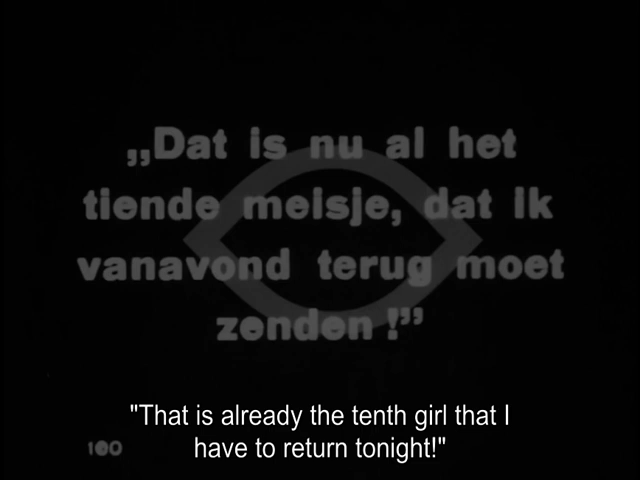 „Dat is nu al het
tiende meisje, dat ik
vanavond terug moet
zenden !”
"That is already the tenth girl that I
have to return tonight!"
100